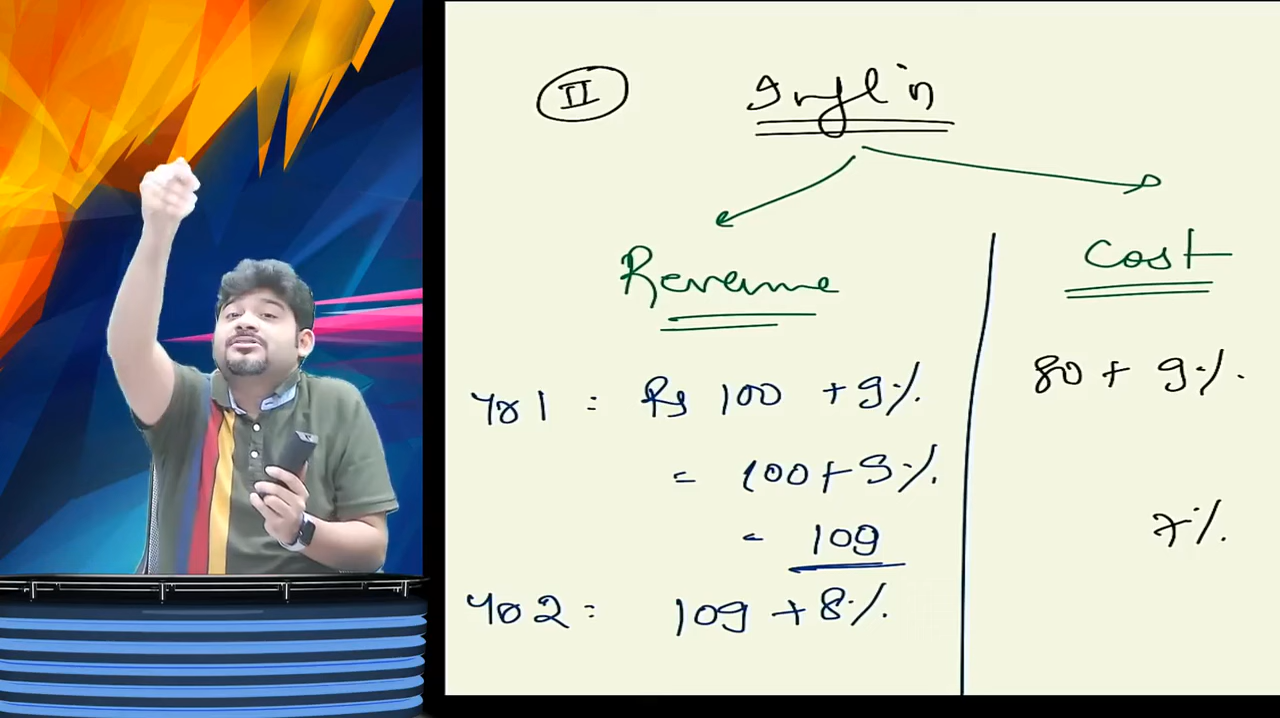 II Infl'n
Revenue
Cost
Yr 1 : Rs 100 + 9%
= 100 + 9%
= 109
Yr 2 = 109 + 8%
80 + 9%.
7%.